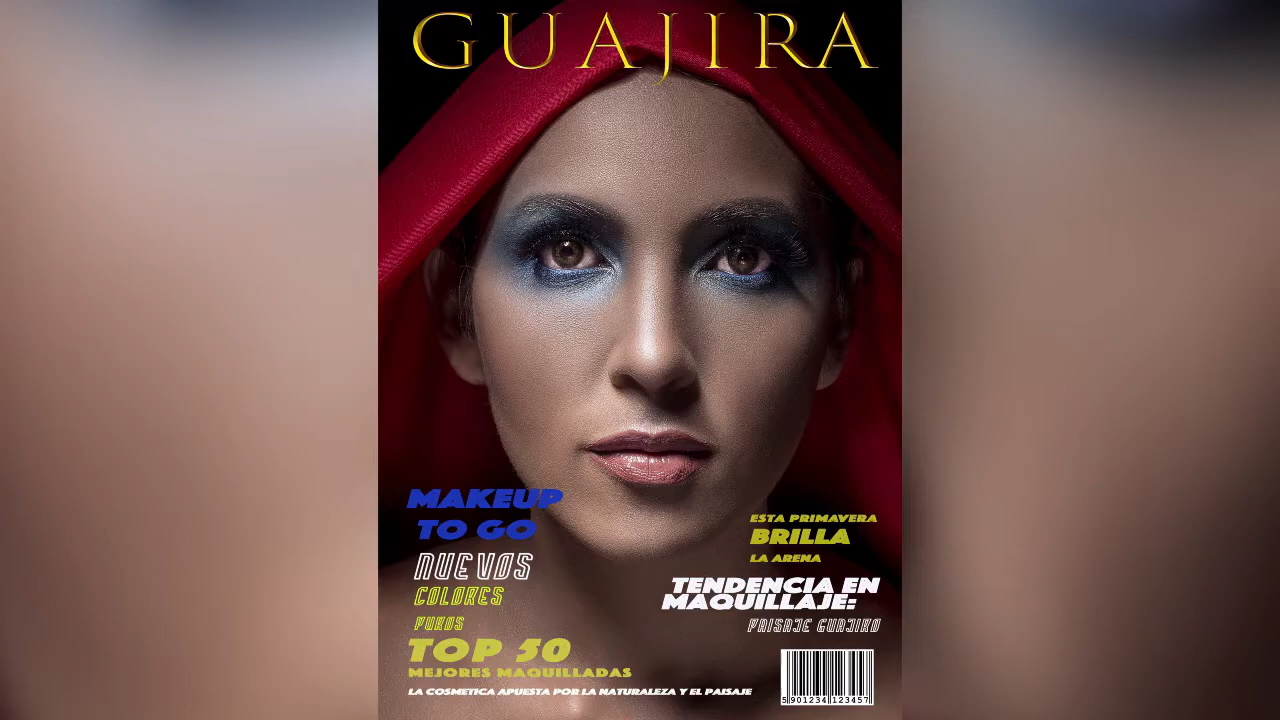 GUAJIRA
MAKEUP
TO GO
NUEVOS
COLORES
PUROS
TOP 50
MEJORES MAQUILLADAS
LA COSMETICA APUESTA POR LA NATURALEZA Y EL PAISAJE
ESTA PRIMAVERA
BRILLA
LA ARENA
TENDENCIA EN
MAQUILLAJE:
PAISAJE GUAJIRO
5 901234 123457